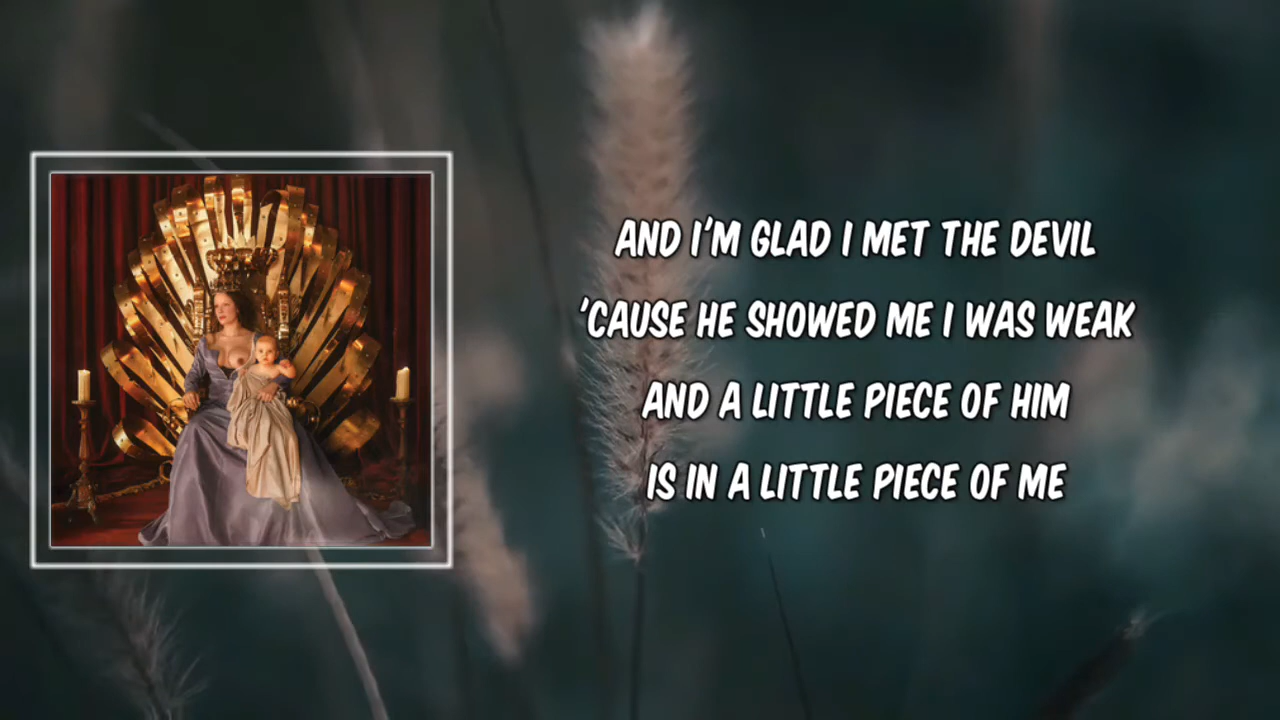 AND I'M GLAD I MET THE DEVIL
'CAUSE HE SHOWED ME I WAS WEAK
AND A LITTLE PIECE OF HIM
IS IN A LITTLE PIECE OF ME